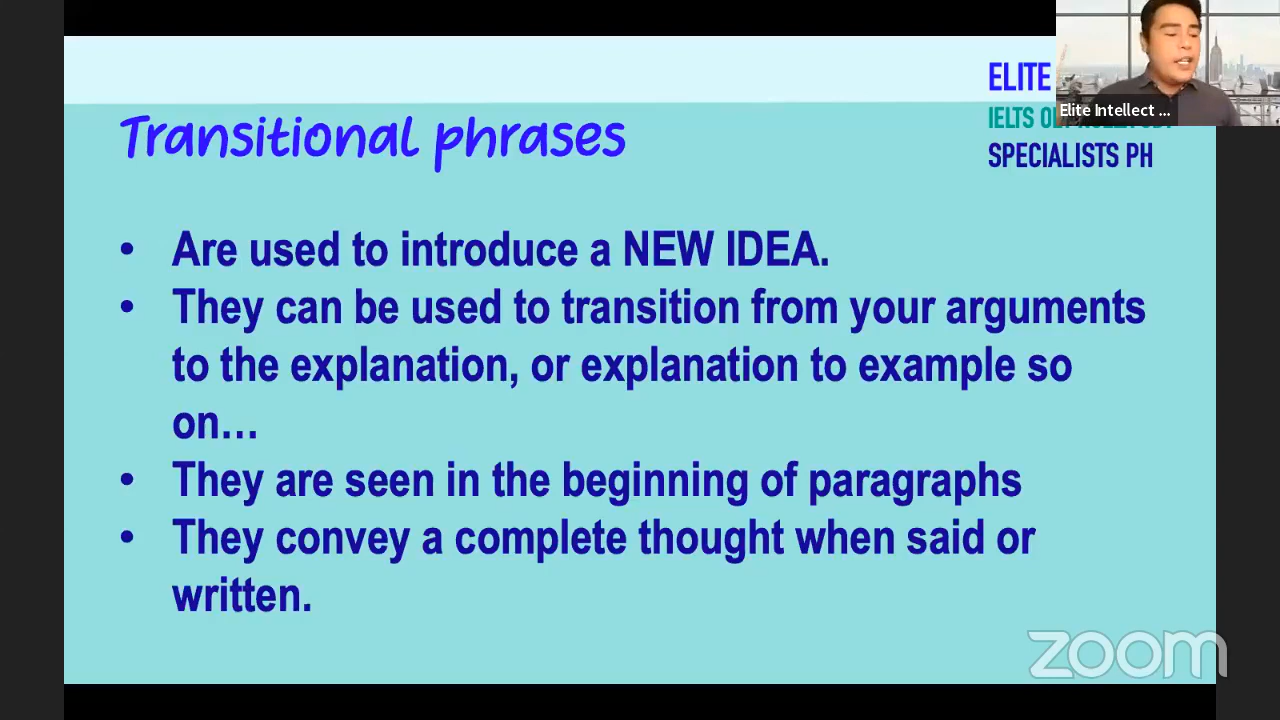 ELITE
Elite Intellect ...
IELTS
SPECIALISTS PH
Transitional phrases
• Are used to introduce a NEW IDEA.
• They can be used to transition from your arguments
to the explanation, or explanation to example so
on...
• They are seen in the beginning of paragraphs
• They convey a complete thought when said or
written.
zoom